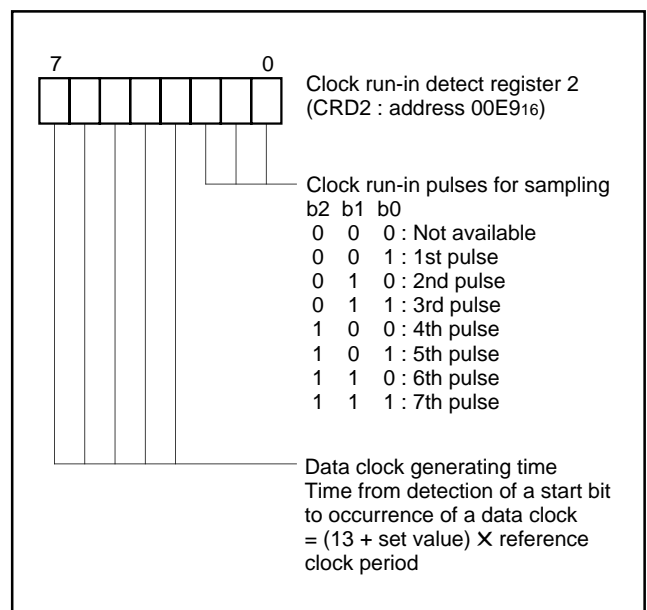 7 0
Clock run-in detect register 2
(CRD2 : address 00E916)
Clock run-in pulses for sampling
b2 b1 b0
0 0 0 : Not available
0 0 1 : 1st pulse
0 1 0 : 2nd pulse
0 1 1 : 3rd pulse
1 0 0 : 4th pulse
1 0 1 : 5th pulse
1 1 0 : 6th pulse
1 1 1 : 7th pulse
Data clock generating time
Time from detection of a start bit
to occurrence of a data clock
= (13 + set value) ✕ reference
clock period